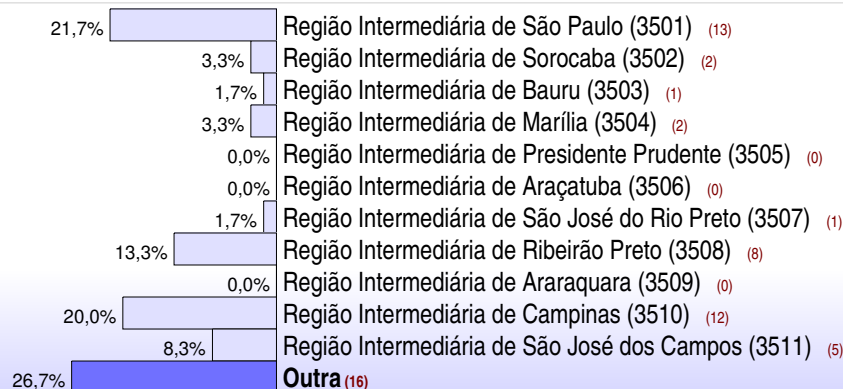 21,7% Região Intermediária de São Paulo (3501) (13)
3,3% Região Intermediária de Sorocaba (3502) (2)
1,7% Região Intermediária de Bauru (3503) (1)
3,3% Região Intermediária de Marília (3504) (2)
0,0% Região Intermediária de Presidente Prudente (3505) (0)
0,0% Região Intermediária de Araçatuba (3506) (0)
1,7% Região Intermediária de São José do Rio Preto (3507) (1)
13,3% Região Intermediária de Ribeirão Preto (3508) (8)
0,0% Região Intermediária de Araraquara (3509) (0)
20,0% Região Intermediária de Campinas (3510) (12)
8,3% Região Intermediária de São José dos Campos (3511) (5)
26,7% Outra (16)